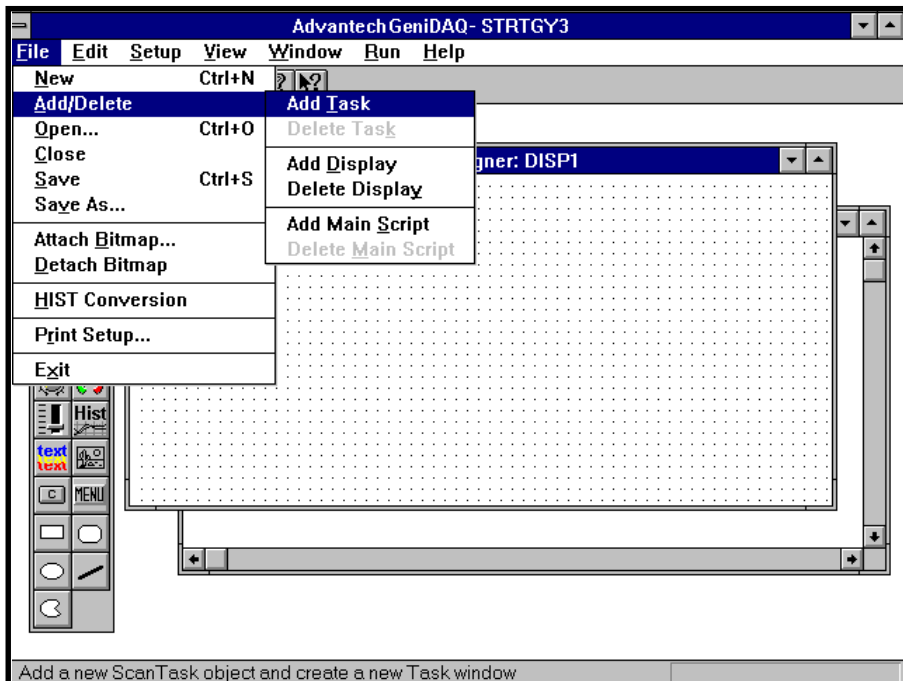 Advantech GeniDAQ- STRTGY3
File Edit Setup View Window Run Help
New Ctrl+N
Add/Delete
Open... Ctrl+O
Close
Save Ctrl+S
Save As...
Attach Bitmap...
Detach Bitmap
HIST Conversion
Print Setup...
Exit
Add Task
Delete Task
Add Display
Delete Display
Add Main Script
Delete Main Script
gner: DISP1
Hist
text
text
C MENU
Add a new ScanTask object and create a new Task window